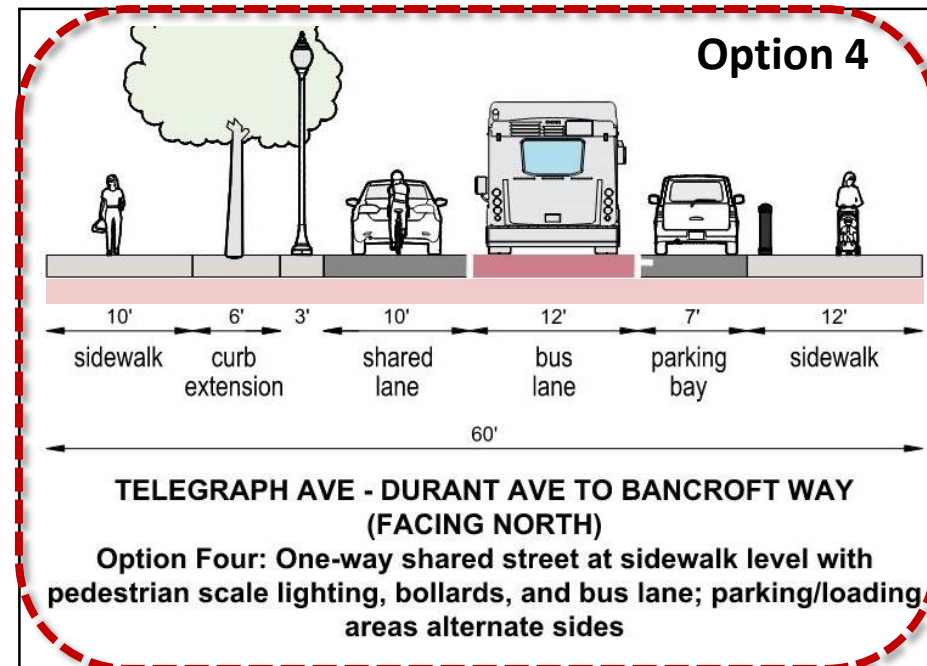 Option 4
10' 6' 3' 10' 12' 7' 12'
sidewalk curb extension shared lane bus lane parking bay sidewalk
60'
TELEGRAPH AVE - DURANT AVE TO BANCROFT WAY
(FACING NORTH)
Option Four: One-way shared street at sidewalk level with
pedestrian scale lighting, bollards, and bus lane; parking/loading
areas alternate sides